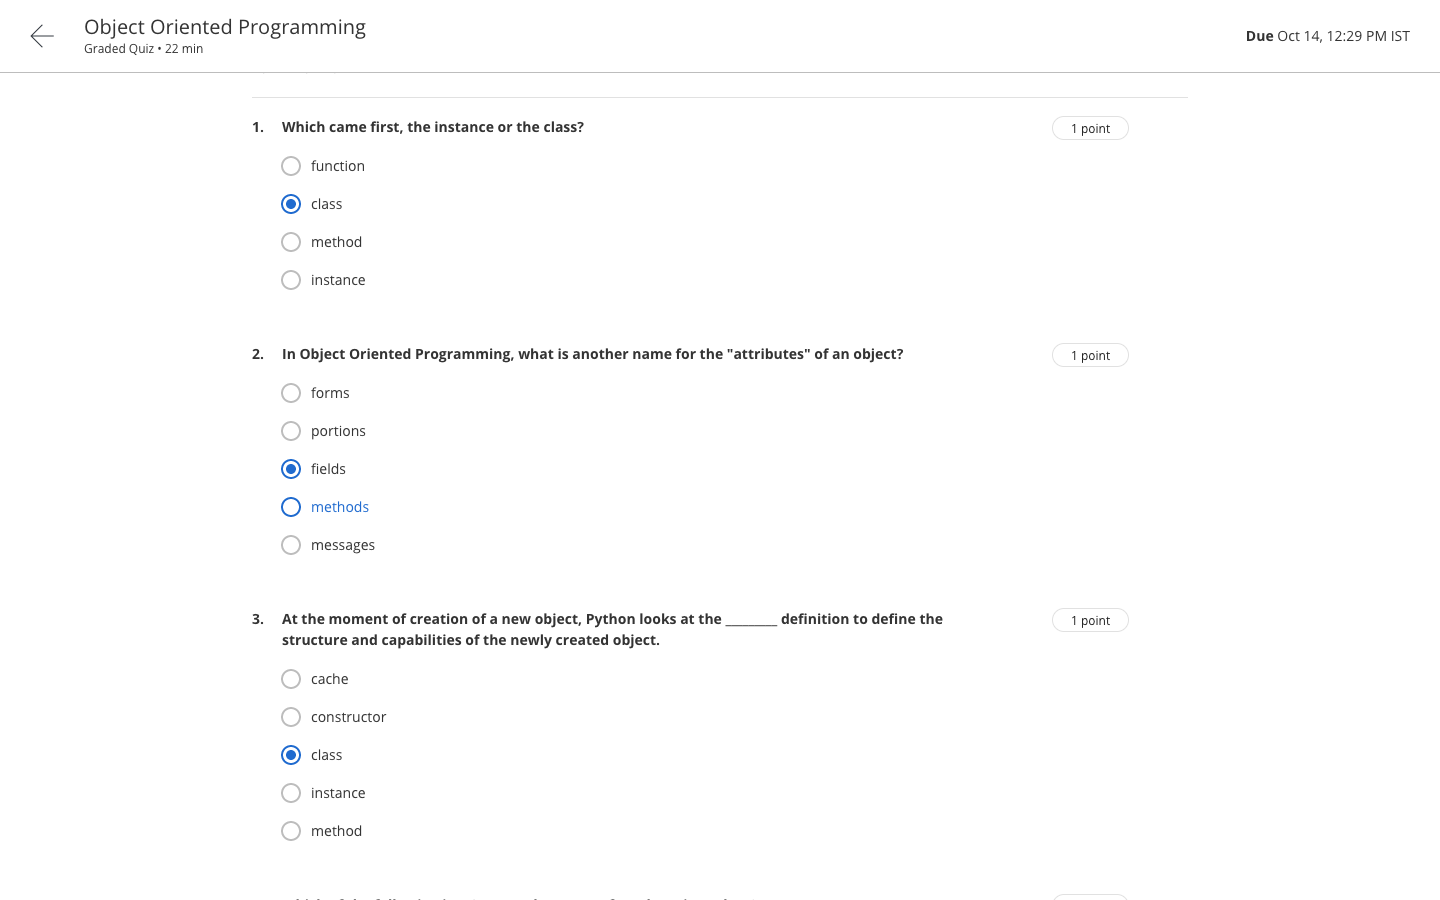 Object Oriented Programming
Graded Quiz • 22 min
Due Oct 14, 12:29 PM IST
1. Which came first, the instance or the class?
1 point
function
class
method
instance
2. In Object Oriented Programming, what is another name for the "attributes" of an object?
1 point
forms
portions
fields
methods
messages
3. At the moment of creation of a new object, Python looks at the ________ definition to define the
structure and capabilities of the newly created object.
1 point
cache
constructor
class
instance
method